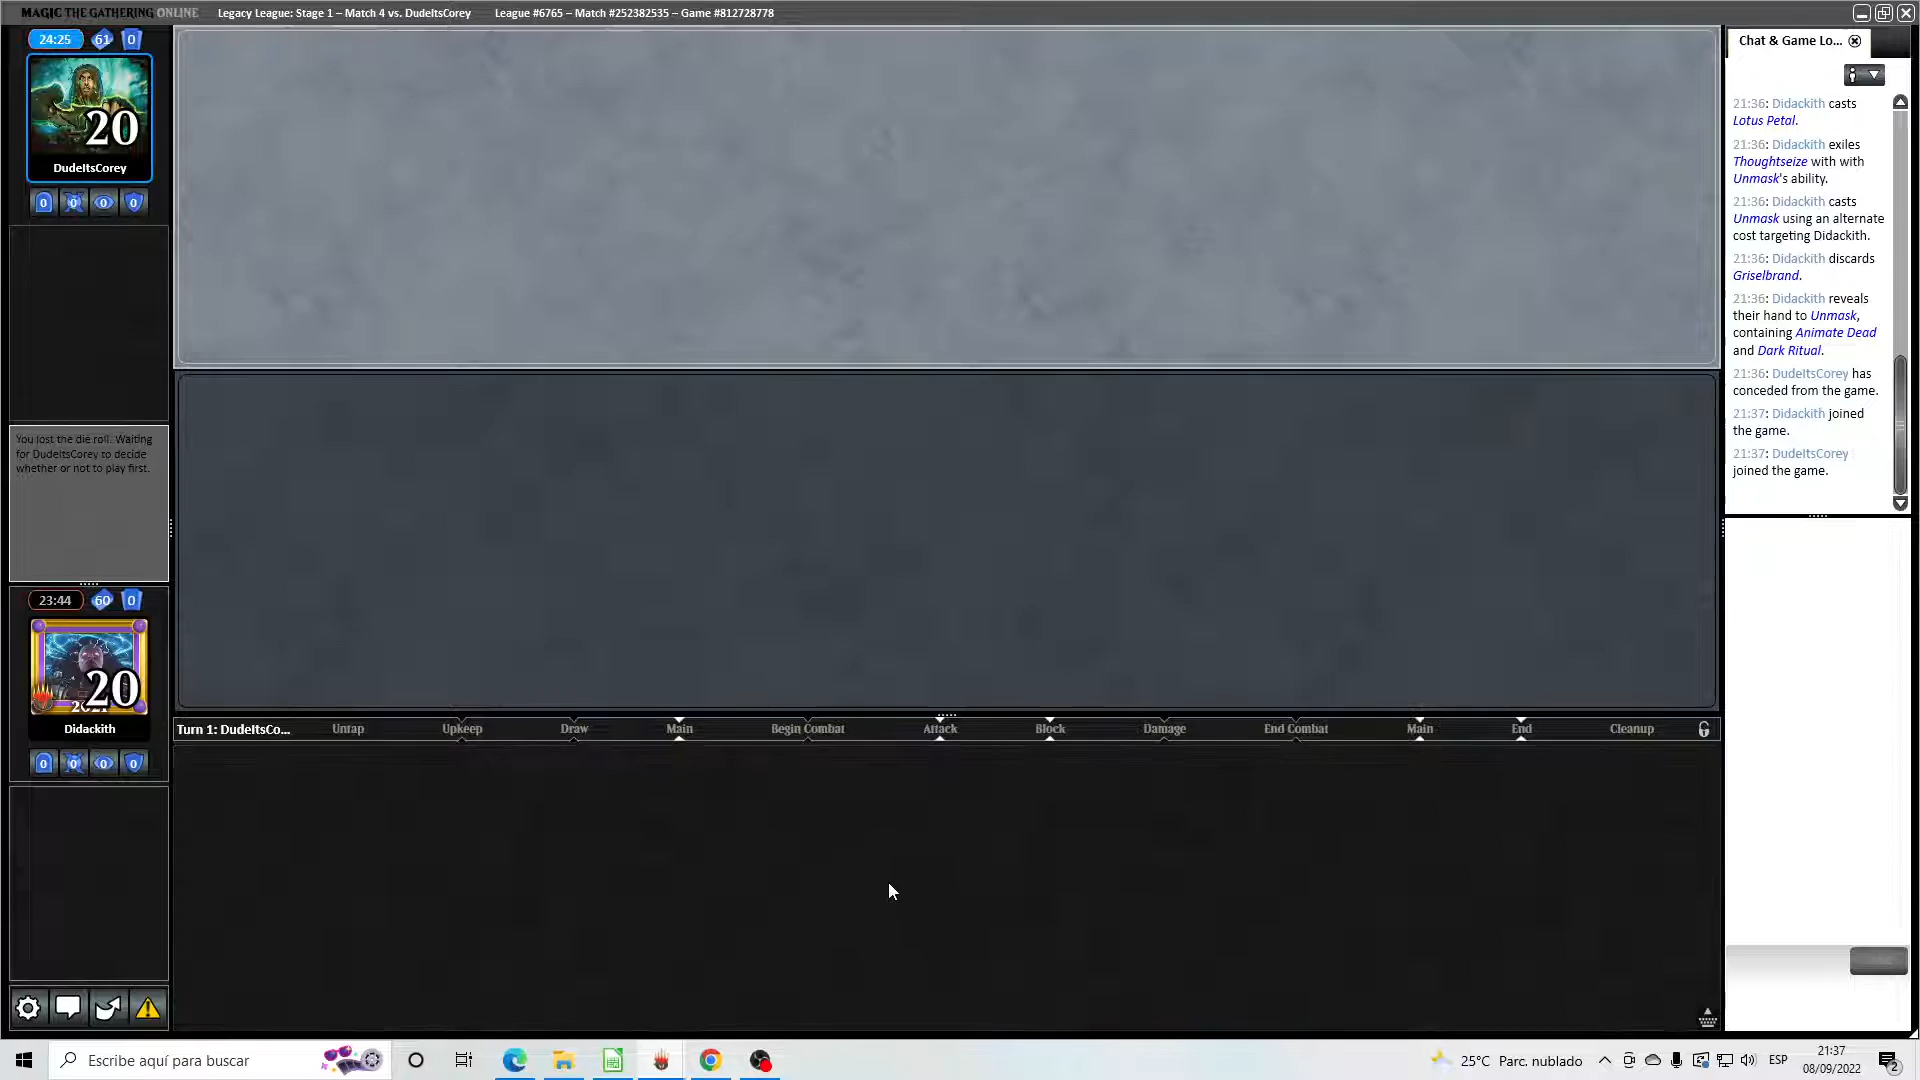 MAGIC THE GATHERING ONLINE
Legacy League: Stage 1 – Match 4 vs. DudeItsCorey
League #6765 – Match #252382535 – Game #812728778
24:25
61
0
20
DudeItsCorey
0
0
0
0
You lost the die roll. Waiting
for DudeItsCorey to decide
whether or not to play first.
23:44
60
0
20
Didackith
0
0
0
0
Turn 1: DudeItsCo...
Untap
Upkeep
Draw
Main
Begin Combat
Attack
Block
Damage
End Combat
Main
End
Cleanup
Chat & Game Lo...
21:36: Didackith casts
Lotus Petal.
21:36: Didackith exiles
Thoughtseize with with
Unmask's ability.
21:36: Didackith casts
Unmask using an alternate
cost targeting Didackith.
21:36: Didackith discards
Griselbrand.
21:36: Didackith reveals
their hand to Unmask,
containing Animate Dead
and Dark Ritual.
21:36: DudeItsCorey has
conceded from the game.
21:37: Didackith joined
the game.
21:37: DudeItsCorey
joined the game.
Escribe aquí para buscar
25°C Parc. nublado
ESP
21:37
08/09/2022
2